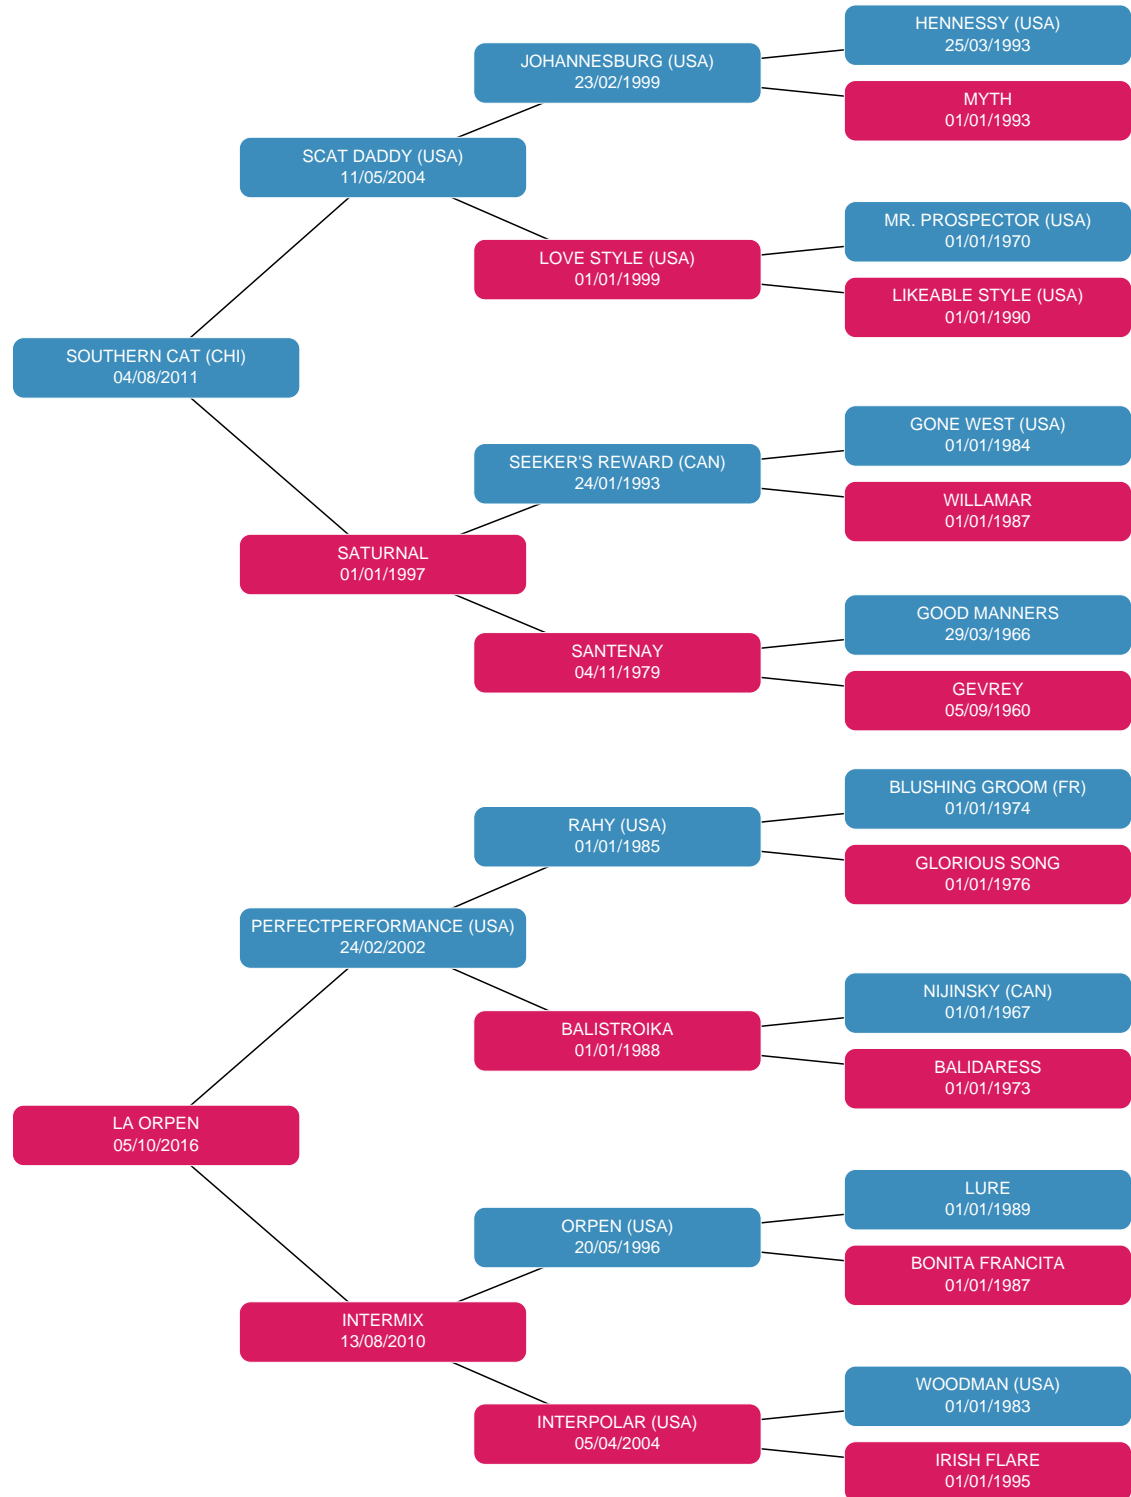 HENNESSY (USA)
25/03/1993
JOHANNESBURG (USA)
23/02/1999
MYTH
01/01/1993
SCAT DADDY (USA)
11/05/2004
MR. PROSPECTOR (USA)
01/01/1970
LOVE STYLE (USA)
01/01/1999
LIKEABLE STYLE (USA)
01/01/1990
SOUTHERN CAT (CHI)
04/08/2011
GONE WEST (USA)
01/01/1984
SEEKER'S REWARD (CAN)
24/01/1993
WILLAMAR
01/01/1987
SATURNAL
01/01/1997
GOOD MANNERS
29/03/1966
SANTENAY
04/11/1979
GEVREY
05/09/1960
BLUSHING GROOM (FR)
01/01/1974
RAHY (USA)
01/01/1985
GLORIOUS SONG
01/01/1976
PERFECTPERFORMANCE (USA)
24/02/2002
NIJINSKY (CAN)
01/01/1967
BALISTROIKA
01/01/1988
BALIDARESS
01/01/1973
LA ORPEN
05/10/2016
LURE
01/01/1989
ORPEN (USA)
20/05/1996
BONITA FRANCITA
01/01/1987
INTERMIX
13/08/2010
WOODMAN (USA)
01/01/1983
INTERPOLAR (USA)
05/04/2004
IRISH FLARE
01/01/1995